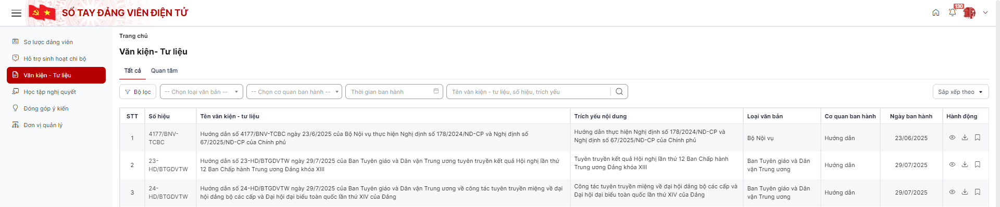 SỔ TAY ĐẢNG VIÊN ĐIỆN TỬ
130
Sơ lược đảng viên
Hỗ trợ sinh hoạt chi bộ
Văn kiện - Tư liệu
Học tập nghị quyết
Đóng góp ý kiến
Đơn vị quản lý
Trang chủ
Văn kiện- Tư liệu
Tất cả Quan tâm
Bộ lọc -- Chọn loại văn bản -- -- Chọn cơ quan ban hành -- Thời gian ban hành Tên văn kiện - tư liệu, số hiệu, trích yếu Sắp xếp theo
STT Số hiệu Tên văn kiện - tư liệu Trích yếu nội dung Loại văn bản Cơ quan ban hành Ngày ban hành Hành động
1
4177/BNV-
TCBC
Hướng dẫn số 4177/BNV-TCBC ngày 23/6/2025 của Bộ Nội vụ thực hiện Nghị định số 178/2024/NĐ-CP và Nghị định số
67/2025/NĐ-CP của Chính phủ
Hướng dẫn thực hiện Nghị định số 178/2024/NĐ-CP và
Nghị định số 67/2025/NĐ-CP của Chính phủ
Bộ Nội vụ
Hướng dẫn
23/06/2025
2
23-
HD/BTGDVTW
Hướng dẫn số 23-HD/BTGDVTW ngày 29/7/2025 của Ban Tuyên giáo và Dân vận Trung ương tuyên truyền kết quả Hội nghị lần thứ
12 Ban Chấp hành Trung ương Đảng khóa XIII
Tuyên truyền kết quả Hội nghị lần thứ 12 Ban Chấp hành
Trung ương Đảng khóa XIII
Ban Tuyên giáo và Dân
vận Trung ương
Hướng dẫn
29/07/2025
3
24-
HD/BTGDVTW
Hướng dẫn số 24-HD/BTGDVTW ngày 29/7/2025 của Ban Tuyên giáo và Dân vận Trung ương về công tác tuyên truyền miệng về đại
hội đảng bộ các cấp và Đại hội đại biểu toàn quốc lần thứ XIV của Đảng
Công tác tuyên truyền miệng về đại hội đảng bộ các cấp và
Đại hội đại biểu toàn quốc lần thứ XIV của Đảng
Ban Tuyên giáo và Dân
vận Trung ương
Hướng dẫn
29/07/2025